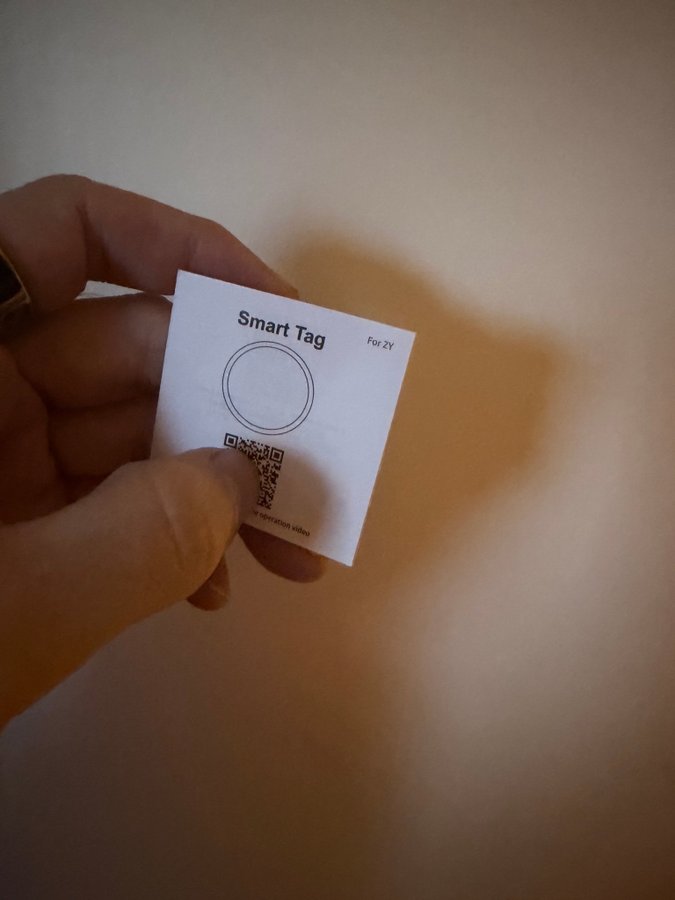 Smart Tag
For ZY
operation video